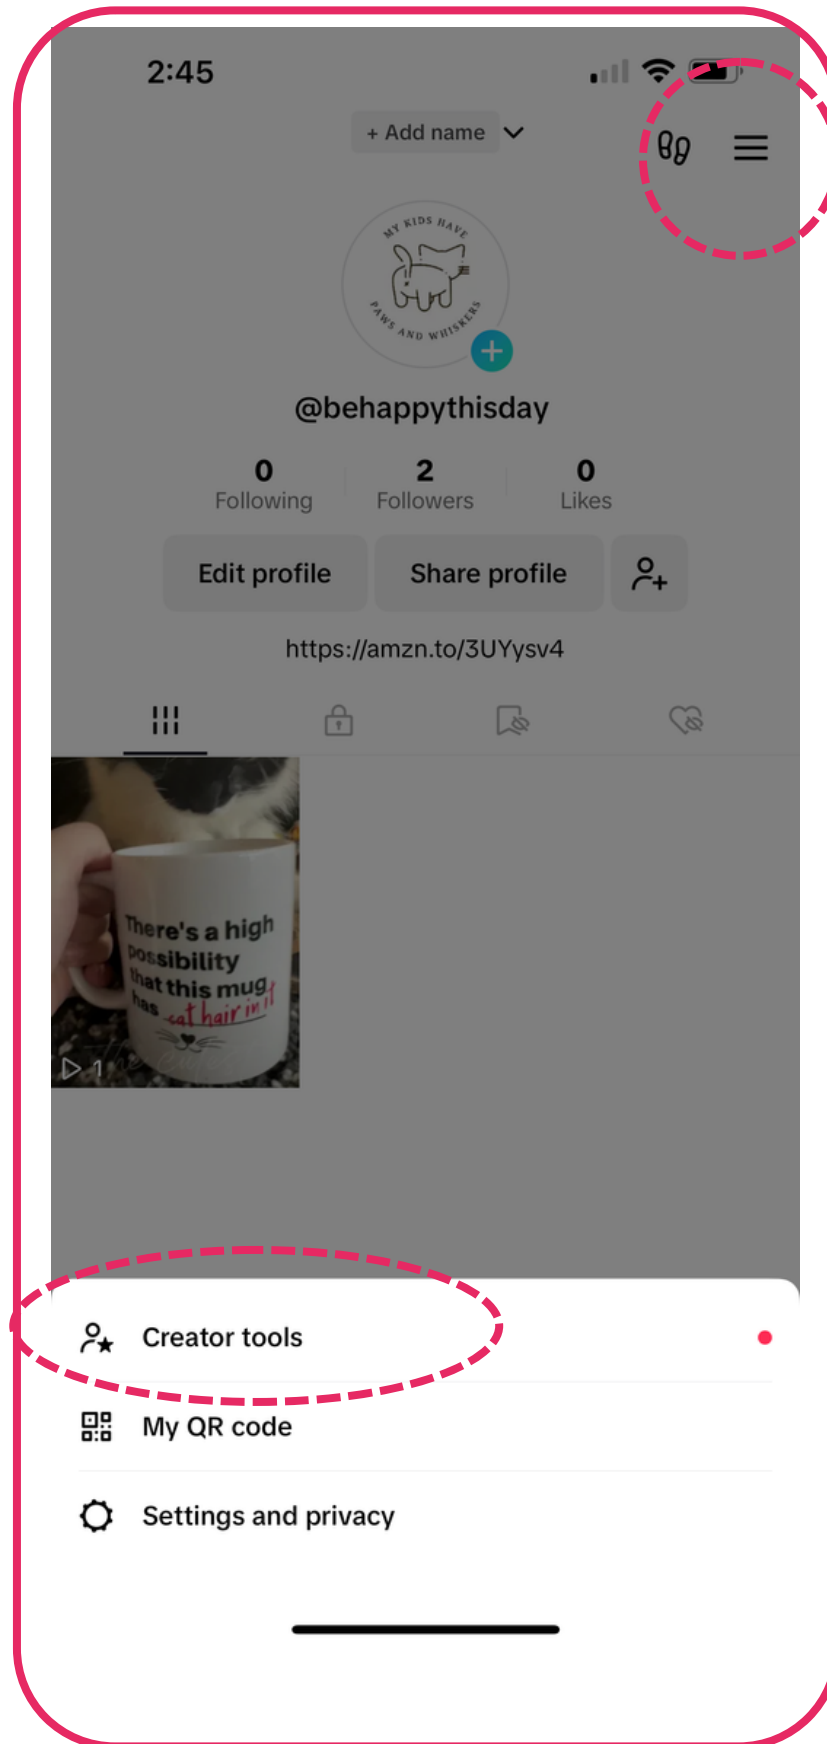 2:45
+ Add name
MY KIDS HAVE
PAWS AND WHISKERS
@behappythisday
0 2 0
Following Followers Likes
Edit profile Share profile
https://amzn.to/3UYysv4
There's a high
possibility
that this mug
has cat hair in it
1
Creator tools
My QR code
Settings and privacy